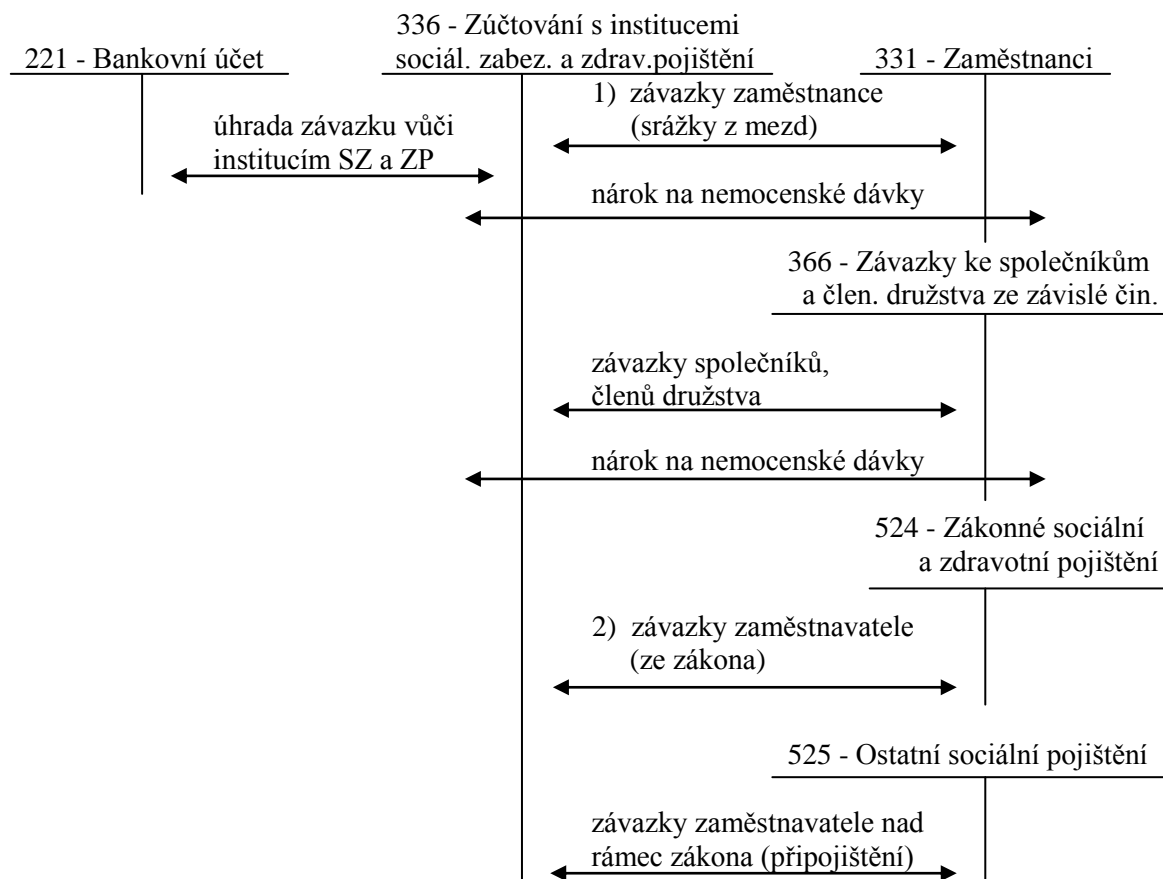 336 - Zúčtování s institucemi
221 - Bankovní účet
sociál. zabez. a zdrav.pojištění
331 - Zaměstnanci
1) závazky zaměstnance
(srážky z mezd)
úhrada závazku vůči
institucím SZ a ZP
nárok na nemocenské dávky
366 - Závazky ke společníkům
a člen. družstva ze závislé čin.
závazky společníků,
členů družstva
nárok na nemocenské dávky
524 - Zákonné sociální
a zdravotní pojištění
2) závazky zaměstnavatele
(ze zákona)
525 - Ostatní sociální pojištění
závazky zaměstnavatele nad
rámec zákona (připojištění)